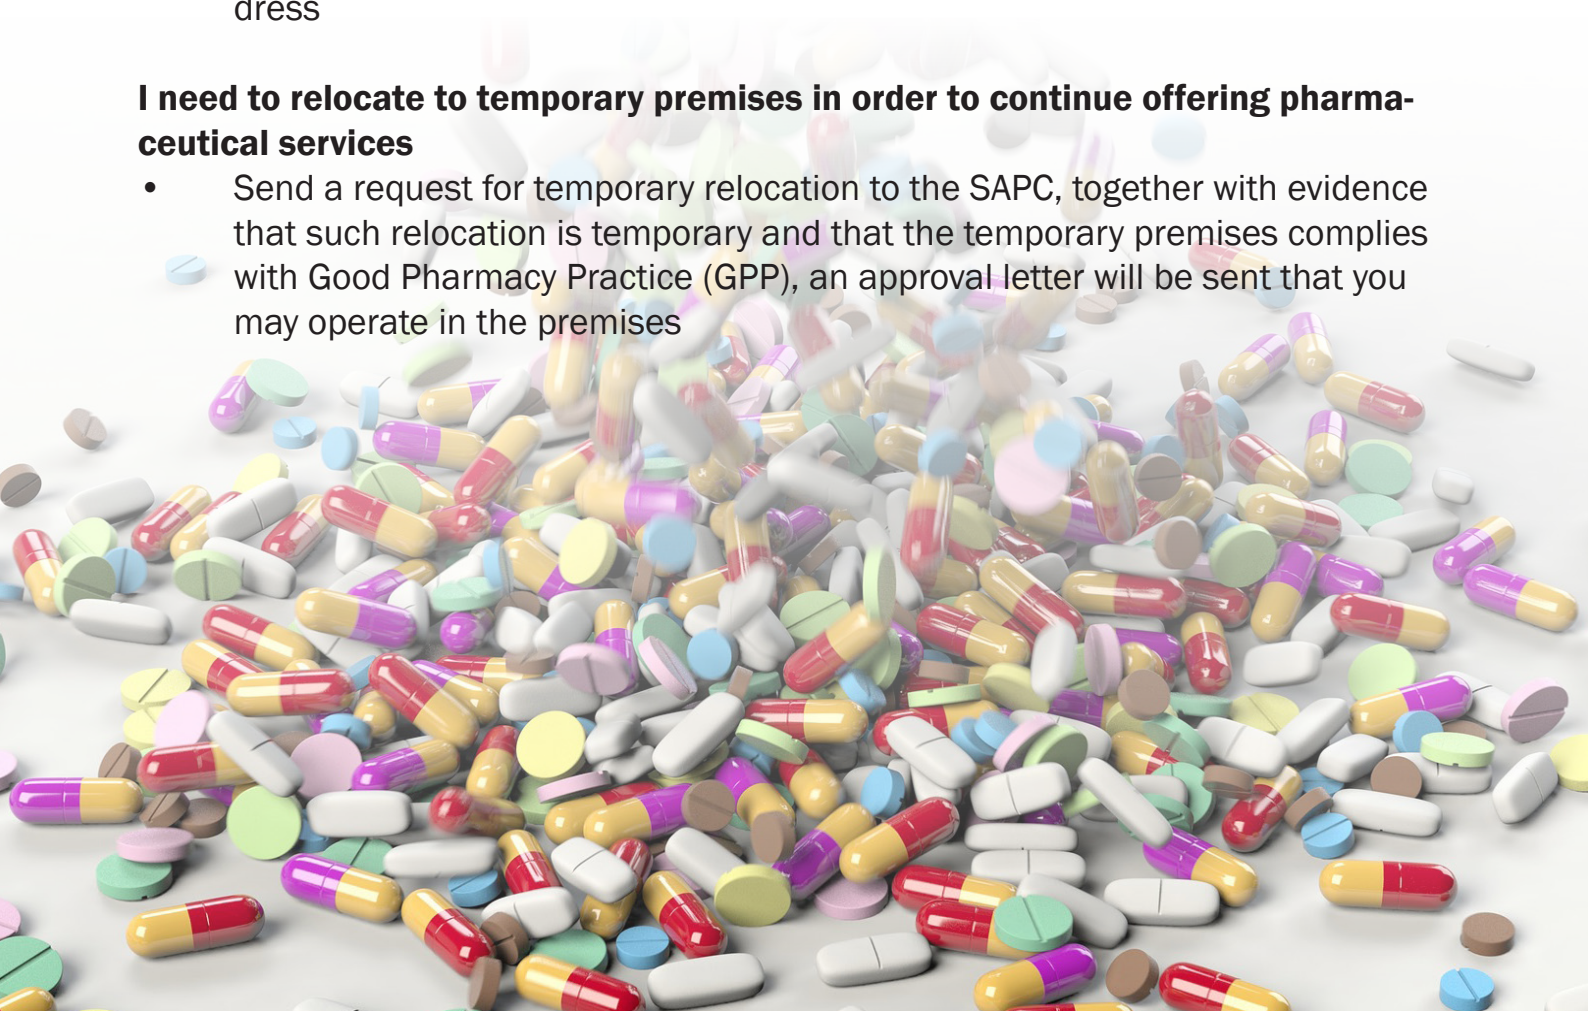 dress
I need to relocate to temporary premises in order to continue offering pharma-
ceutical services
• Send a request for temporary relocation to the SAPC, together with evidence
that such relocation is temporary and that the temporary premises complies
with Good Pharmacy Practice (GPP), an approval letter will be sent that you
may operate in the premises